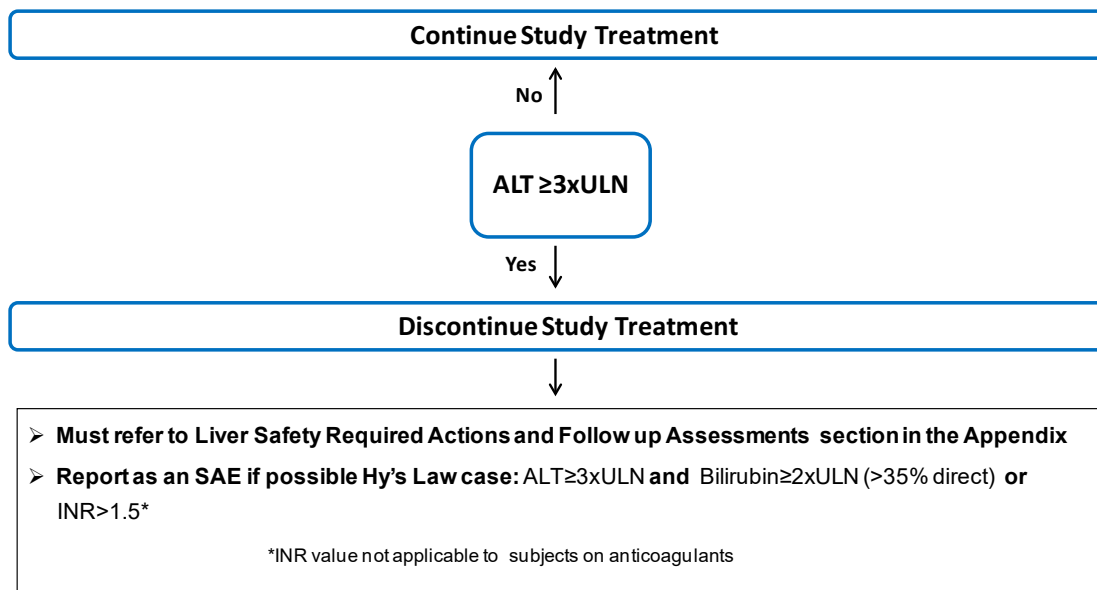 Continue Study Treatment
No
ALT ≥3xULN
Yes
Discontinue Study Treatment
➢ Must refer to Liver Safety Required Actions and Follow up Assessments section in the Appendix
➢ Report as an SAE if possible Hy's Law case: ALT≥3xULN and Bilirubin≥2xULN (>35% direct) or
INR>1.5*
*INR value not applicable to subjects on anticoagulants